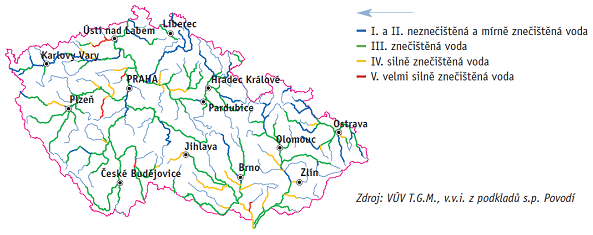 Liberec
Ústí nad Labem
Karlovy Vary
PRAHA
Hradec Králové
Plzeň
Pardubice
Ostrava
Olomouc
Jihlava
Brno
Zlín
České Budějovice
I. a II. neznečištěná a mírně znečištěná voda
III. znečištěná voda
IV. silně znečištěná voda
V. velmi silně znečištěná voda
Zdroj: VÚV T.G.M., v.v.i. z podkladů s.p. Povodí